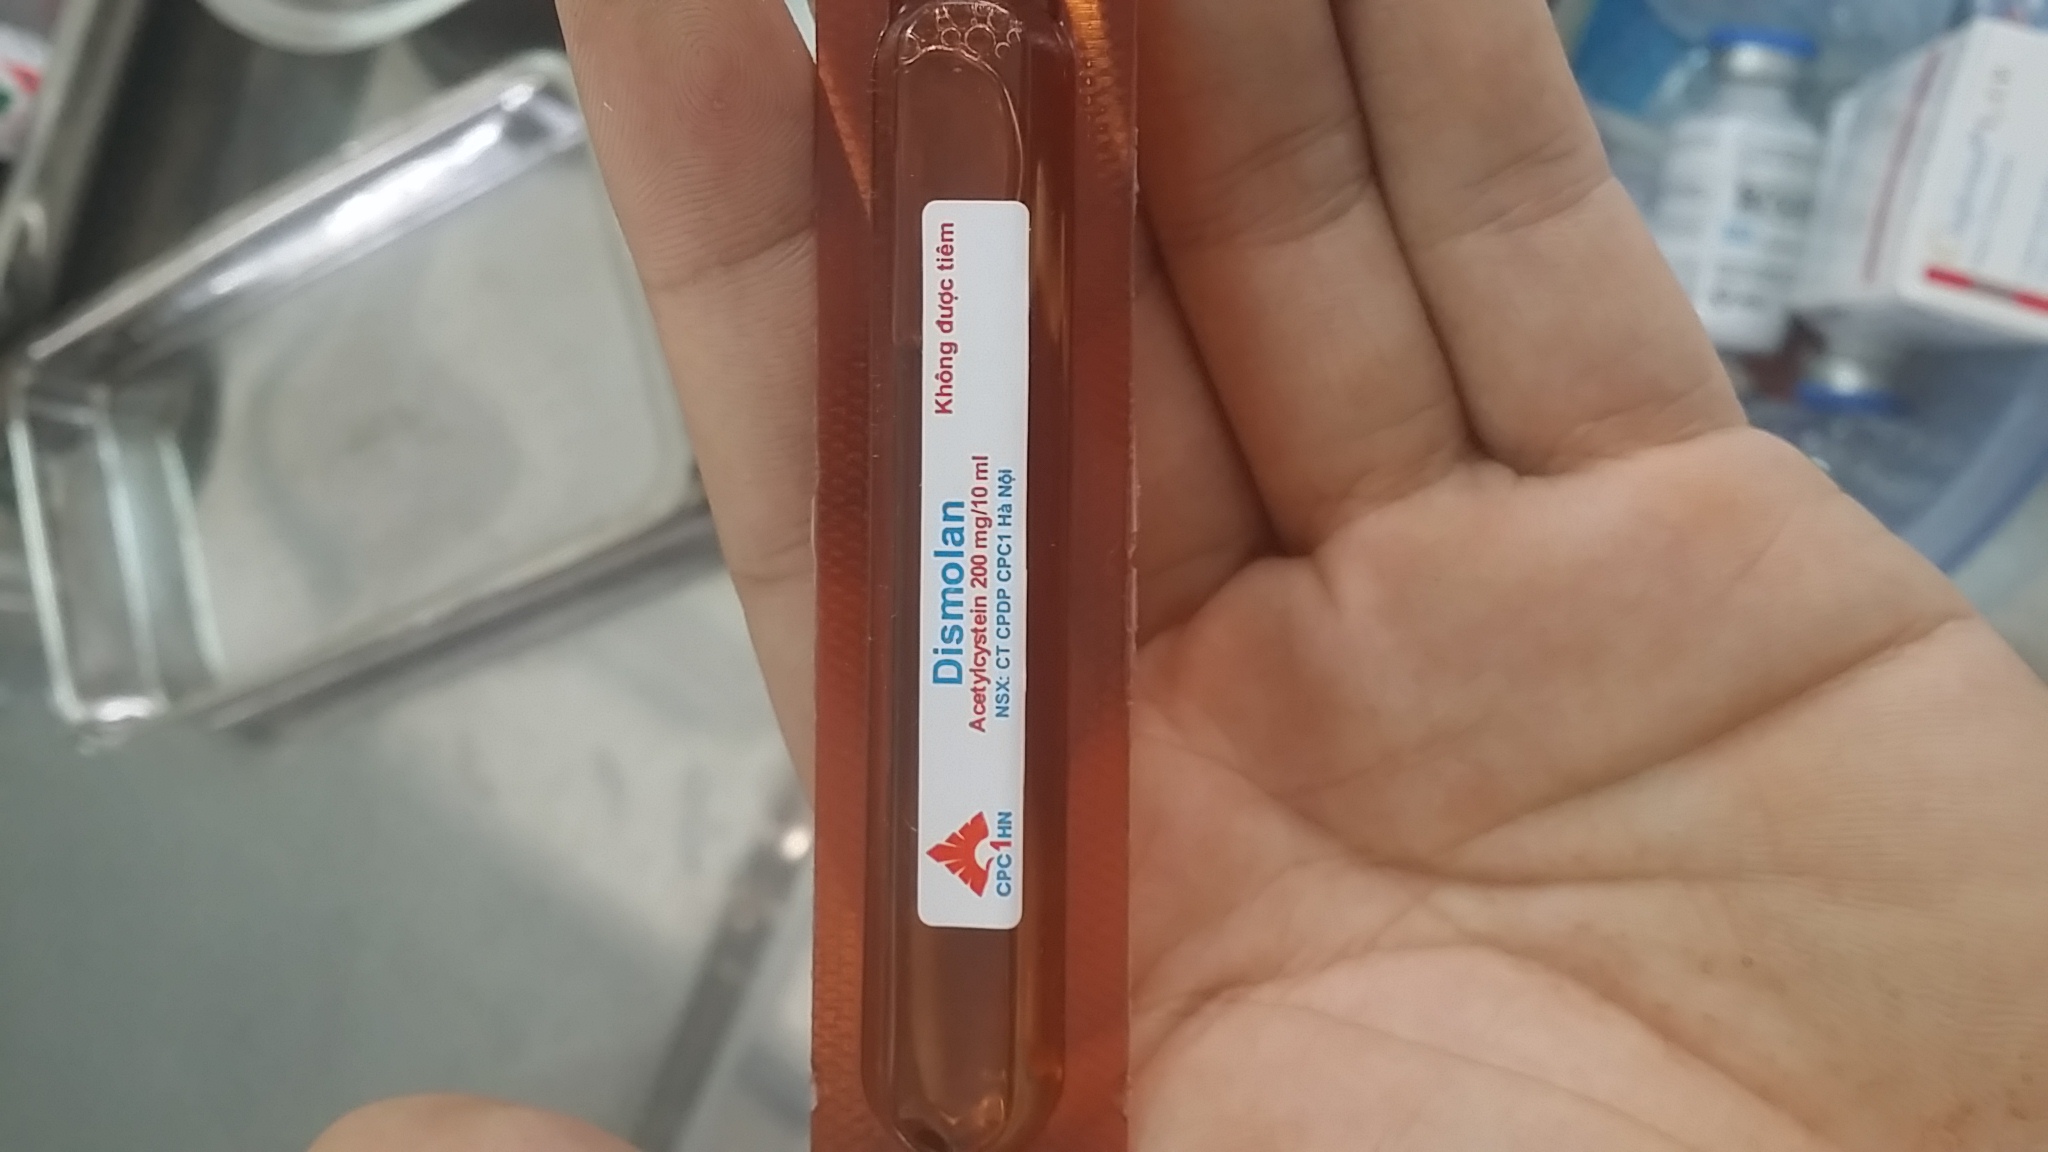 Dismolan
Acetylcystein 200 mg/10 ml
NSX: CT CPDP CPC1 Hà Nội
Không được tiêm
CPC1HN